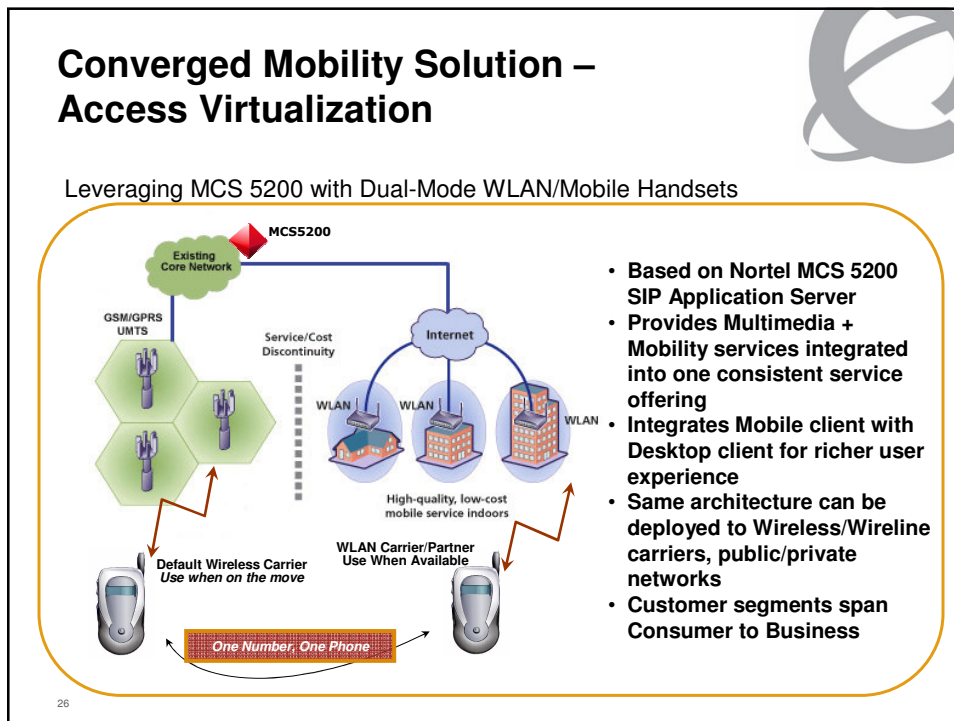 Converged Mobility Solution –
Access Virtualization
Leveraging MCS 5200 with Dual-Mode WLAN/Mobile Handsets
MCS5200
Existing
Core Network
GSM/GPRS
UMTS
Service/Cost
Discontinuity
Internet
WLAN
WLAN
WLAN
High-quality, low-cost
mobile service indoors
Default Wireless Carrier
Use when on the move
WLAN Carrier/Partner
Use When Available
One Number, One Phone
• Based on Nortel MCS 5200
SIP Application Server
• Provides Multimedia +
Mobility services integrated
into one consistent service
offering
• Integrates Mobile client with
Desktop client for richer user
experience
• Same architecture can be
deployed to Wireless/Wireline
carriers, public/private
networks
• Customer segments span
Consumer to Business
26